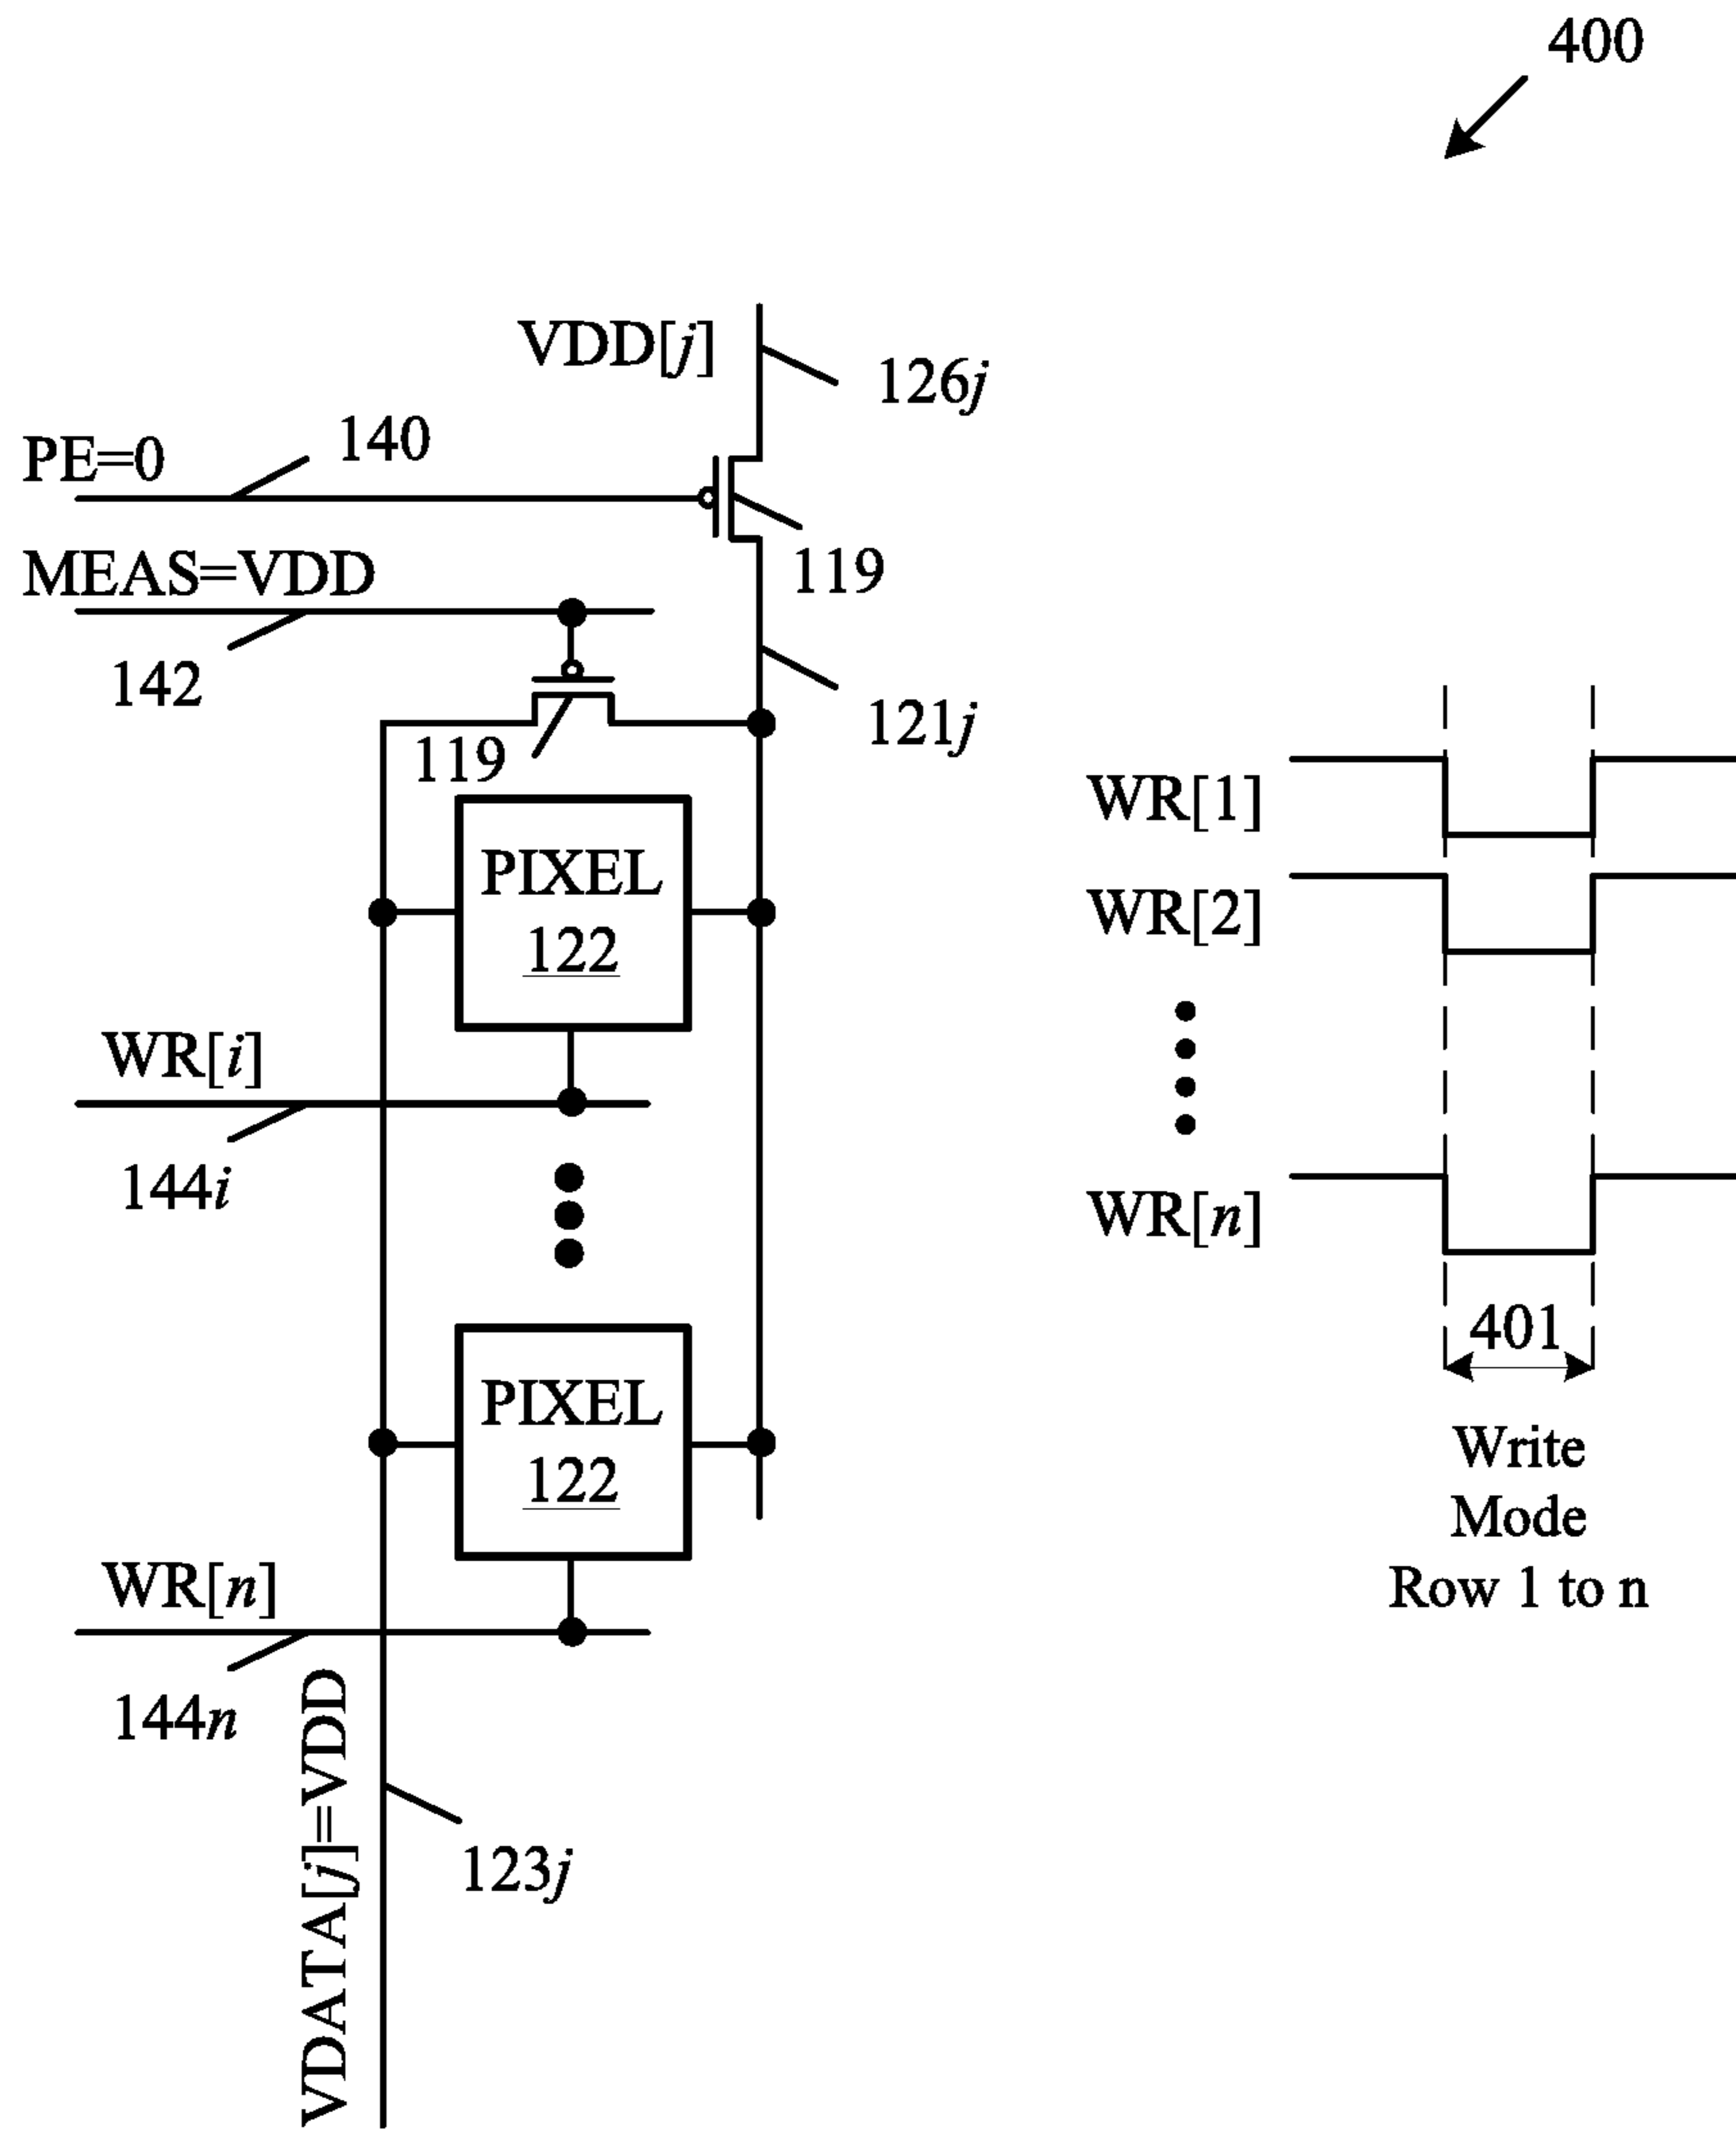 400
VDD[j]
126j
PE=0
140
119
MEAS=VDD
142
121j
119
PIXEL
122
WR[i]
144i
PIXEL
122
WR[n]
144n
VDATA[j]=VDD
123j
WR[1]
WR[2]
WR[n]
401
Write
Mode
Row 1 to n